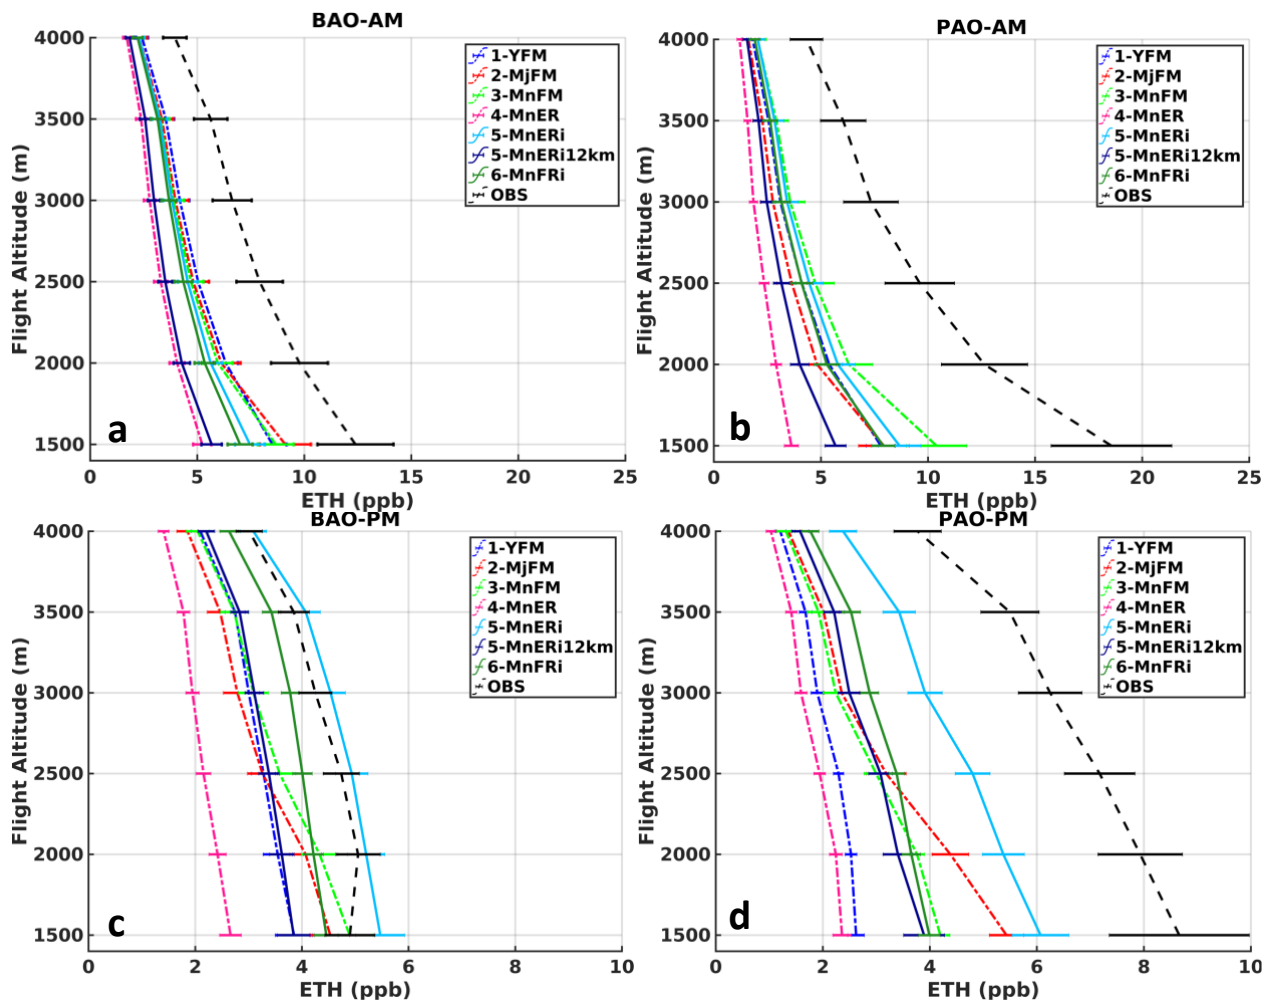 BAO-AM
4000
3500
3000
2500
2000
1500
Flight Altitude (m)
0 5 10 15 20 25
ETH (ppb)
1-YFM
2-MjFM
3-MnFM
4-MnER
5-MnERi
5-MnERi12km
6-MnFRi
OBS
a
PAO-AM
4000
3500
3000
2500
2000
1500
Flight Altitude (m)
0 5 10 15 20 25
ETH (ppb)
1-YFM
2-MjFM
3-MnFM
4-MnER
5-MnERi
5-MnERi12km
6-MnFRi
OBS
b
BAO-PM
4000
3500
3000
2500
2000
1500
Flight Altitude (m)
0 2 4 6 8 10
ETH (ppb)
1-YFM
2-MjFM
3-MnFM
4-MnER
5-MnERi
5-MnERi12km
6-MnFRi
OBS
c
PAO-PM
4000
3500
3000
2500
2000
1500
Flight Altitude (m)
0 2 4 6 8 10
ETH (ppb)
1-YFM
2-MjFM
3-MnFM
4-MnER
5-MnERi
5-MnERi12km
6-MnFRi
OBS
d